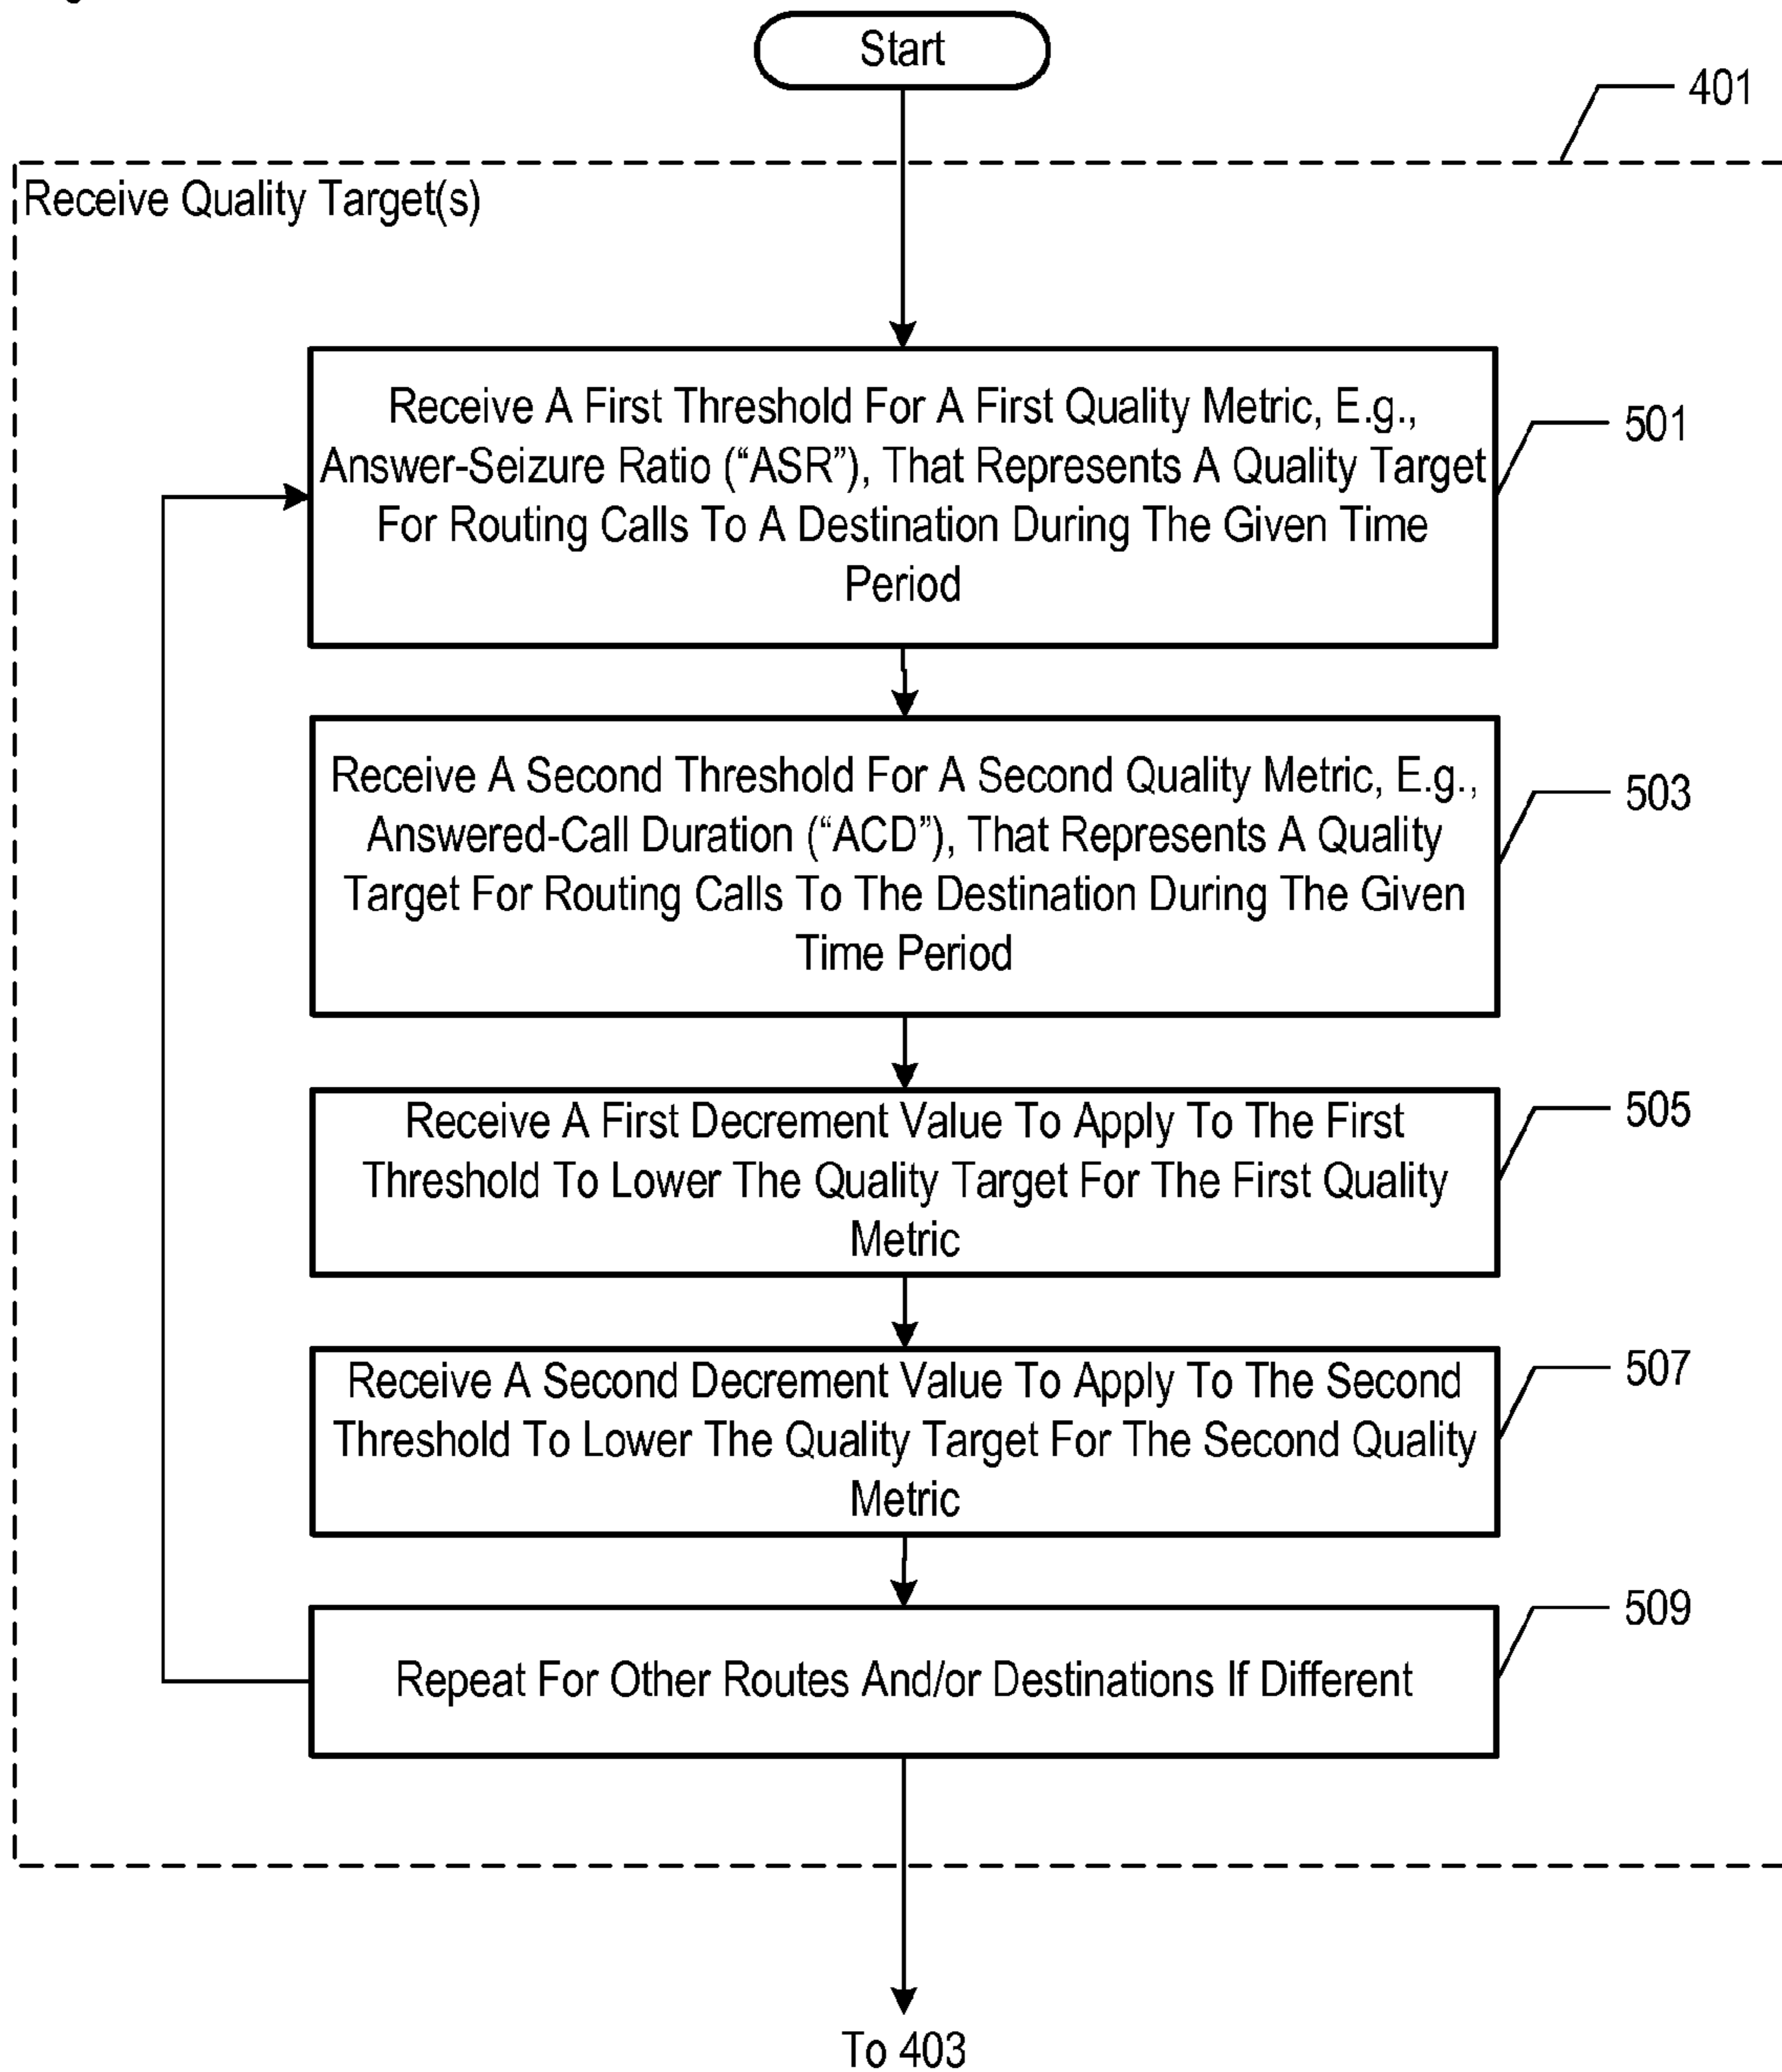 Start
401
Receive Quality Target(s)
Receive A First Threshold For A First Quality Metric, E.g.,
Answer-Seizure Ratio (“ASR”), That Represents A Quality Target
For Routing Calls To A Destination During The Given Time
Period
501
Receive A Second Threshold For A Second Quality Metric, E.g.,
Answered-Call Duration (“ACD”), That Represents A Quality
Target For Routing Calls To The Destination During The Given
Time Period
503
Receive A First Decrement Value To Apply To The First
Threshold To Lower The Quality Target For The First Quality
Metric
505
Receive A Second Decrement Value To Apply To The Second
Threshold To Lower The Quality Target For The Second Quality
Metric
507
Repeat For Other Routes And/or Destinations If Different
509
To 403